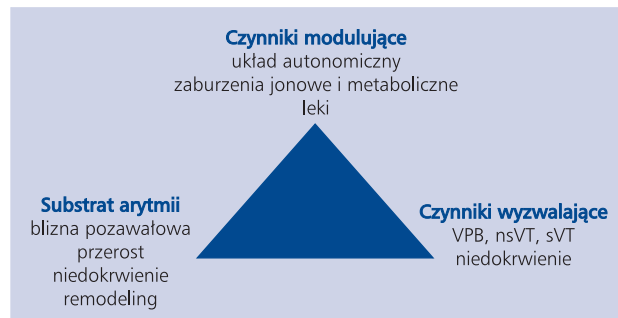 Czynniki modulujące
układ autonomiczny
zaburzenia jonowe i metaboliczne
leki
Substrat arytmii
blizna pozawałowa
przerost
niedokrwienie
remodeling
Czynniki wyzwalające
VPB, nsVT, sVT
niedokrwienie